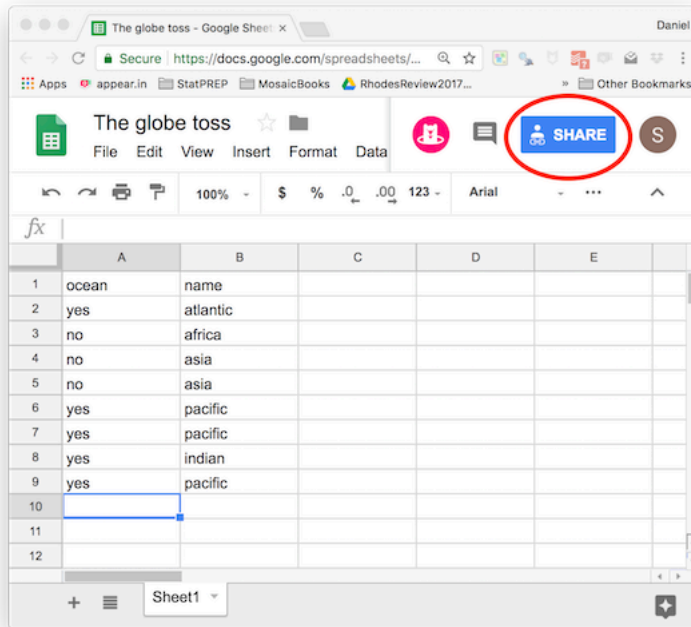 The globe toss - Google Sheet
Daniel
Secure https://docs.google.com/spreadsheets/...
Apps appear.in StatPREP MosaicBooks RhodesReview2017... » Other Bookmarks
The globe toss
SHARE
S
File Edit View Insert Format Data
100% $ % .0 .00 123 Arial ...
fx
A B C D E
1 ocean name
2 yes atlantic
3 no africa
4 no asia
5 no asia
6 yes pacific
7 yes pacific
8 yes indian
9 yes pacific
10
11
12
+ Sheet1